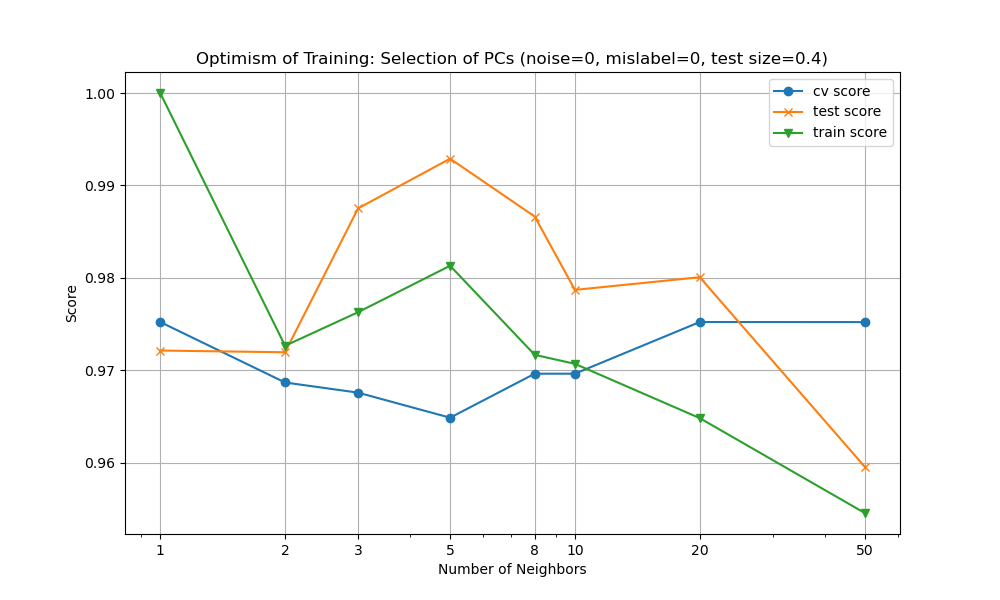 Optimism of Training: Selection of PCs (noise=0, mislabel=0, test size=0.4)
cv score
test score
train score
1.00
0.99
0.98
0.97
0.96
Score
1 2 3 5 8 10 20 50
Number of Neighbors